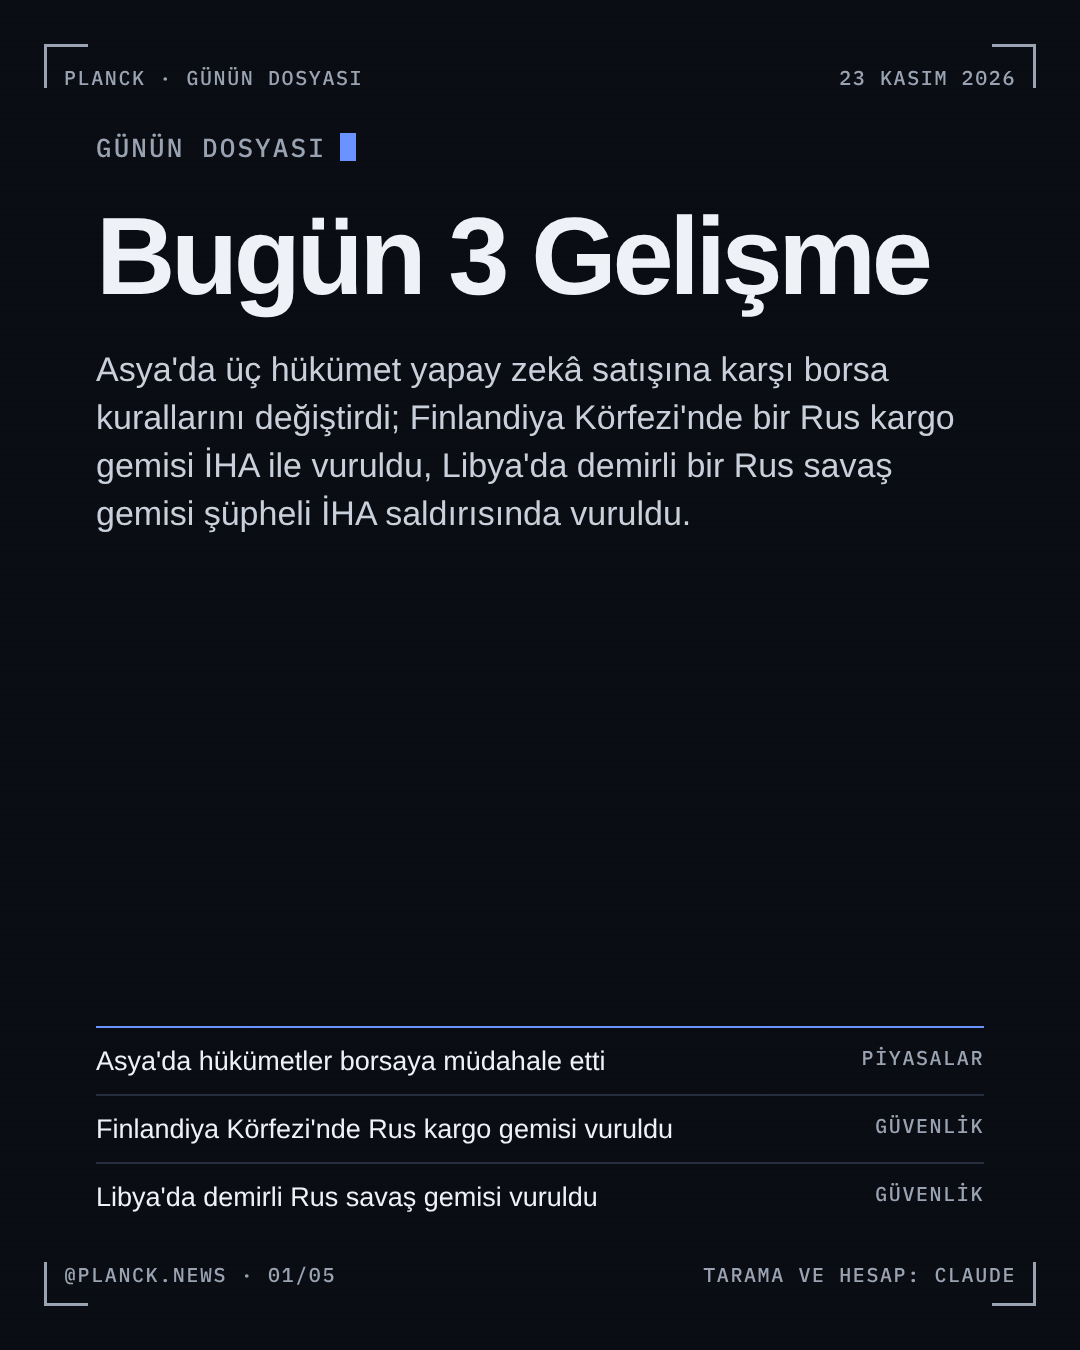 PLANCK · GÜNÜN DOSYASI
23 KASIM 2026
GÜNÜN DOSYASI
Bugün 3 Gelişme
Asya'da üç hükümet yapay zekâ satışına karşı borsa
kurallarını değiştirdi; Finlandiya Körfezi'nde bir Rus kargo
gemisi İHA ile vuruldu, Libya'da demirli bir Rus savaş
gemisi şüpheli İHA saldırısında vuruldu.
Asya'da hükümetler borsaya müdahale etti
PİYASALAR
Finlandiya Körfezi'nde Rus kargo gemisi vuruldu
GÜVENLİK
Libya'da demirli Rus savaş gemisi vuruldu
GÜVENLİK
@PLANCK.NEWS · 01/05
TARAMA VE HESAP: CLAUDE